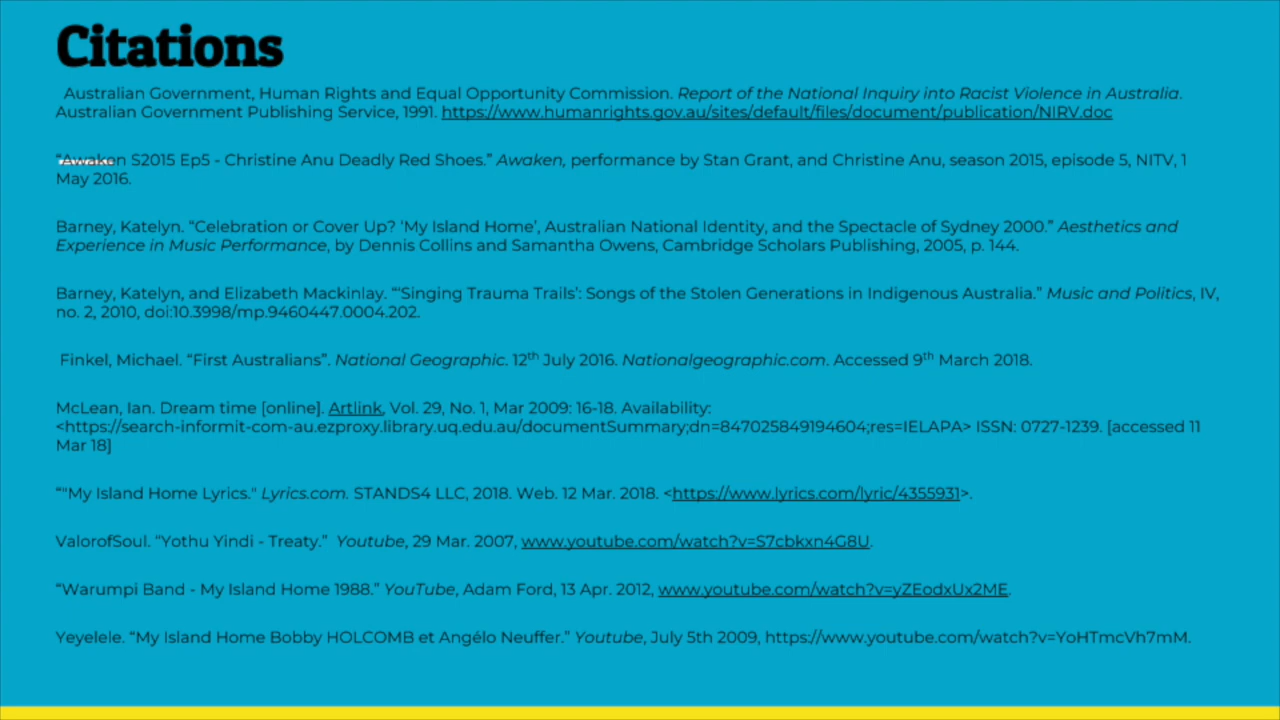 Citations
Australian Government, Human Rights and Equal Opportunity Commission. Report of the National Inquiry into Racist Violence in Australia.
Australian Government Publishing Service, 1991. https://www.humanrights.gov.au/sites/default/files/document/publication/NIRV.doc
“Awaken S2015 Ep5 - Christine Anu Deadly Red Shoes.” Awaken, performance by Stan Grant, and Christine Anu, season 2015, episode 5, NITV, 1
May 2016.
Barney, Katelyn. “Celebration or Cover Up? ‘My Island Home’, Australian National Identity, and the Spectacle of Sydney 2000.” Aesthetics and
Experience in Music Performance, by Dennis Collins and Samantha Owens, Cambridge Scholars Publishing, 2005, p. 144.
Barney, Katelyn, and Elizabeth Mackinlay. “‘Singing Trauma Trails’: Songs of the Stolen Generations in Indigenous Australia.” Music and Politics, IV,
no. 2, 2010, doi:10.3998/mp.9460447.0004.202.
Finkel, Michael. “First Australians”. National Geographic. 12th July 2016. Nationalgeographic.com. Accessed 9th March 2018.
McLean, Ian. Dream time [online]. Artlink, Vol. 29, No. 1, Mar 2009: 16-18. Availability:
<https://search-informit-com-au.ezproxy.library.uq.edu.au/documentSummary;dn=847025849194604;res=IELAPA> ISSN: 0727-1239. [accessed 11
Mar 18]
“"My Island Home Lyrics." Lyrics.com. STANDS4 LLC, 2018. Web. 12 Mar. 2018. <https://www.lyrics.com/lyric/4355931>.
ValorofSoul. “Yothu Yindi - Treaty.”  Youtube, 29 Mar. 2007, www.youtube.com/watch?v=S7cbkxn4G8U.
“Warumpi Band - My Island Home 1988.” YouTube, Adam Ford, 13 Apr. 2012, www.youtube.com/watch?v=yZEodxUx2ME.
Yeyelele. “My Island Home Bobby HOLCOMB et Angélo Neuffer.” Youtube, July 5th 2009, https://www.youtube.com/watch?v=YoHTmcVh7mM.